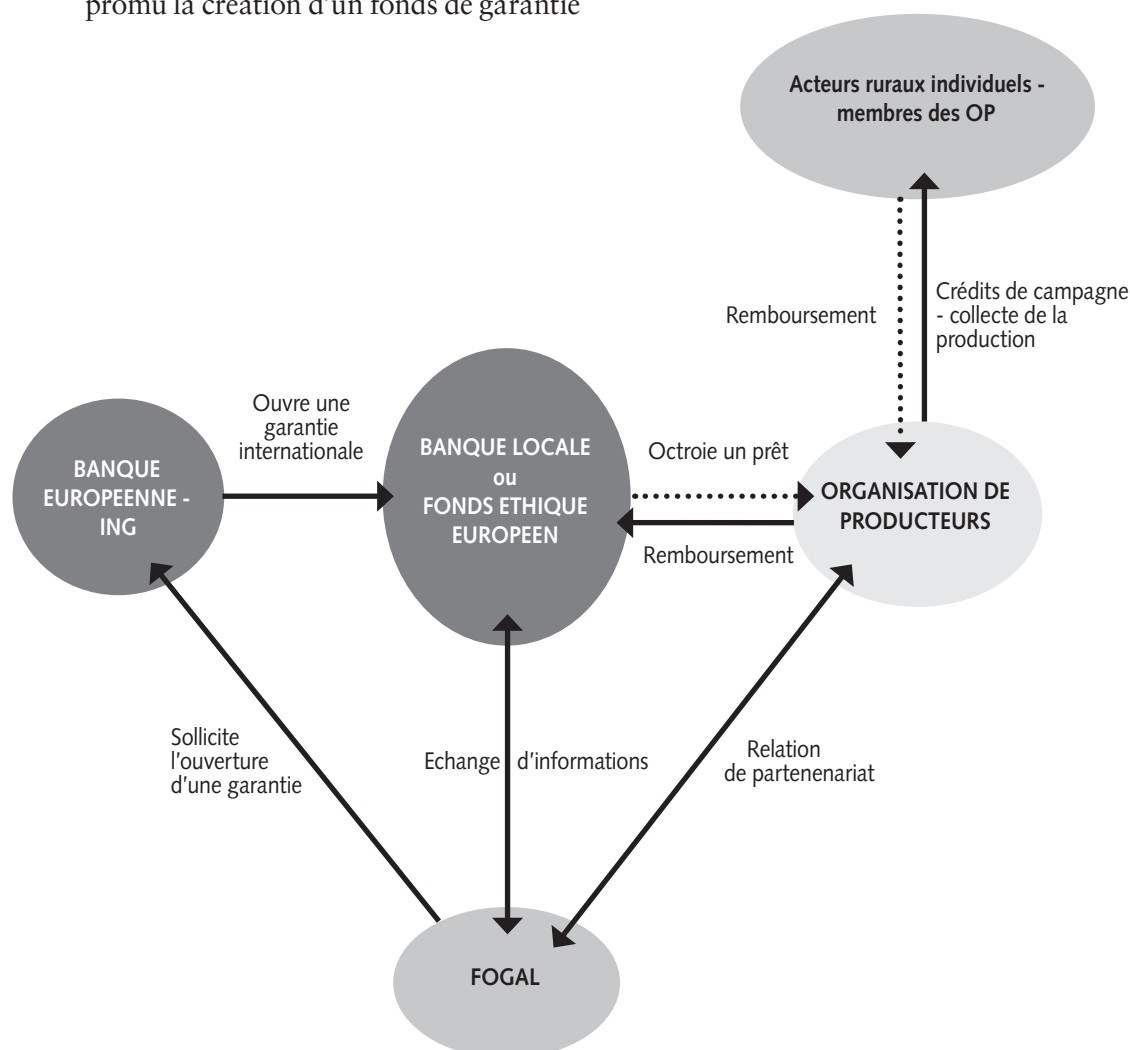 promu la création d'un fonds de garantie
Acteurs ruraux individuels -
membres des OP
Remboursement
Crédits de campagne
- collecte de la
production
Ouvre une
garantie
internationale
BANQUE
EUROPEENNE -
ING
BANQUE LOCALE
ou
FONDS ETHIQUE
EUROPEEN
Octroie un prêt
Remboursement
ORGANISATION DE
PRODUCTEURS
Sollicite
l'ouverture
d'une garantie
Echange d'informations
Relation
de partenenariat
FOGAL